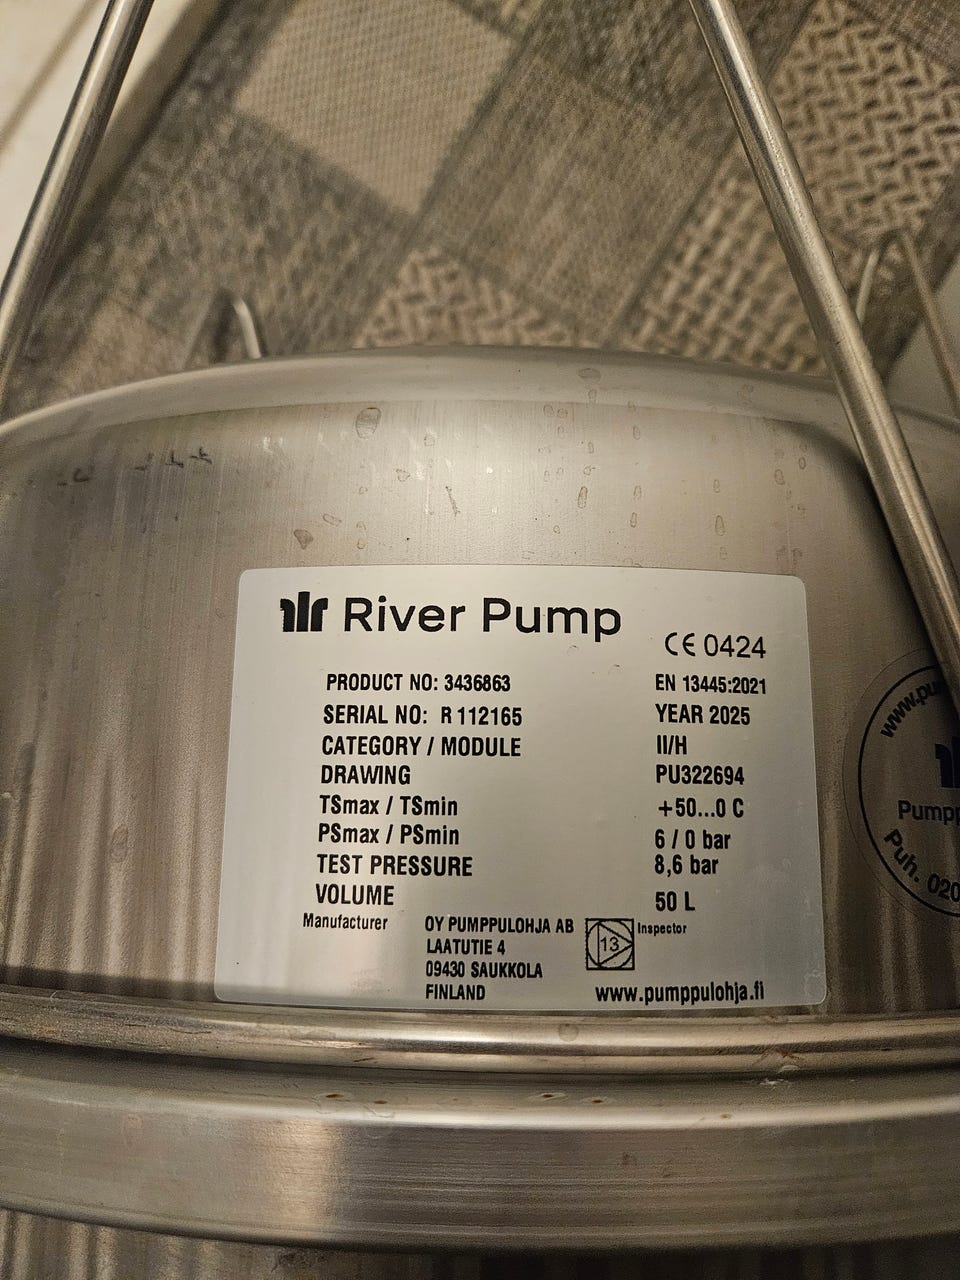 River Pump
CE 0424
PRODUCT NO: 3436863 EN 13445:2021
SERIAL NO: R 112165 YEAR 2025
CATEGORY / MODULE II/H
DRAWING PU322694
TSmax / TSmin +50...0 C
PSmax / PSmin 6 / 0 bar
TEST PRESSURE 8,6 bar
VOLUME 50 L
Manufacturer OY PUMPPULOHJA AB 13 Inspector
LAATUTIE 4
09430 SAUKKOLA
FINLAND www.pumppulohja.fi
Puh. 020